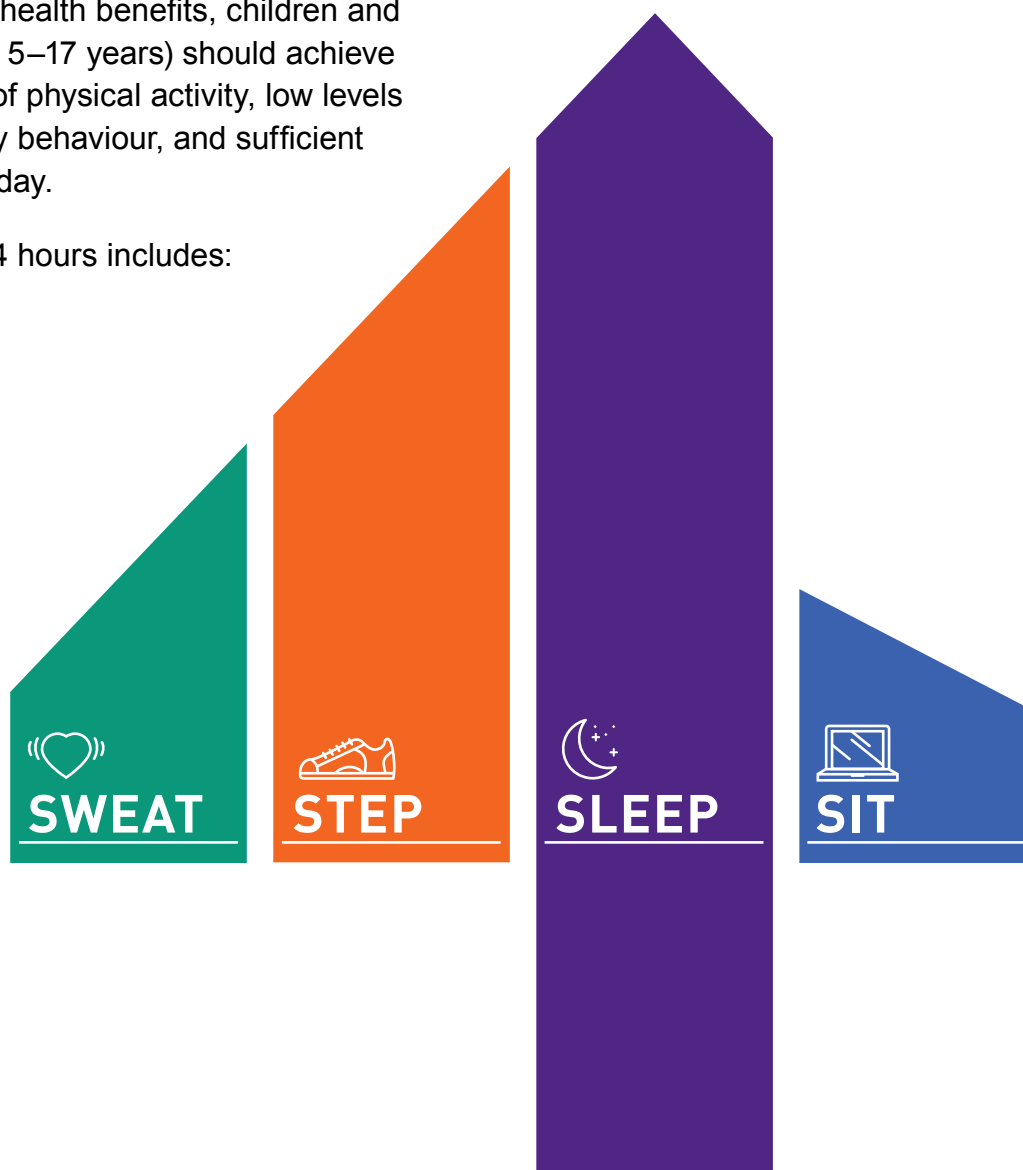 health benefits, children and
5–17 years) should achieve
of physical activity, low levels
behaviour, and sufficient
day.
4 hours includes:
SWEAT
STEP
SLEEP
SIT